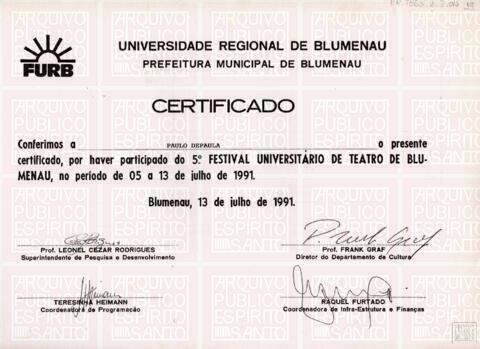 FURB
UNIVERSIDADE REGIONAL DE BLUMENAU
PREFEITURA MUNICIPAL DE BLUMENAU
CERTIFICADO
Conferimos a PAULO DEPAULA o presente
certificado, por haver participado do 5º FESTIVAL UNIVERSITÁRIO DE TEATRO DE BLU-
MENAU, no período de 05 a 13 de julho de 1991.
Blumenau, 13 de julho de 1991.
Prof. LEONEL CEZAR RODRIGUES
Superintendente de Pesquisa e Desenvolvimento
Prof. FRANK GRAF
Diretor do Departamento de Cultura
TERESINHA HEIMANN
Coordenadora de Programação
RAQUEL FURTADO
Coordenadora de Infra-Estrutura e Finanças
ARQUIVO
PÚBLICO
ESPÍRITO
SANTO